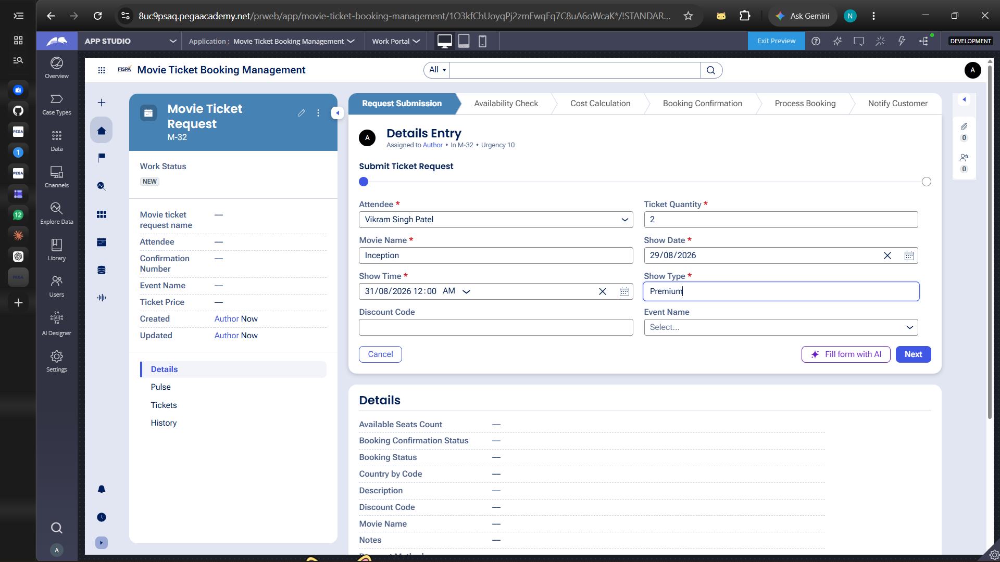 8uc9psaq.pegaacademy.net/prweb/app/movie-ticket-booking-management/1O3kfChUoyqPj2zmFwqFq7C8uA6oWcaK*/!STANDAR...
Ask Gemini
N
APP STUDIO
Application : Movie Ticket Booking Management
Work Portal
Exit Preview
DEVELOPMENT
Overview
Case Types
Data
Channels
Explore Data
Library
Users
AI Designer
Settings
A
PEGA
1
PEGA
12
PEGA
FISPA
Movie Ticket Booking Management
All
A
Movie Ticket
Request
M-32
Work Status
NEW
Movie ticket
request name
—
Attendee
—
Confirmation
Number
—
Event Name
—
Ticket Price
—
Created
Author Now
Updated
Author Now
Details
Pulse
Tickets
History
Request Submission
Availability Check
Cost Calculation
Booking Confirmation
Process Booking
Notify Customer
A
Details Entry
Assigned to Author • In M-32 • Urgency 10
Submit Ticket Request
Attendee *
Vikram Singh Patel
Ticket Quantity *
2
Movie Name *
Inception
Show Date *
29/08/2026
Show Time *
31/08/2026 12:00 AM
Show Type *
Premium
Discount Code
Event Name
Select...
Cancel
Fill form with AI
Next
0
0
Details
Available Seats Count
—
Booking Confirmation Status
—
Booking Status
—
Country by Code
—
Description
—
Discount Code
—
Movie Name
—
Notes
—